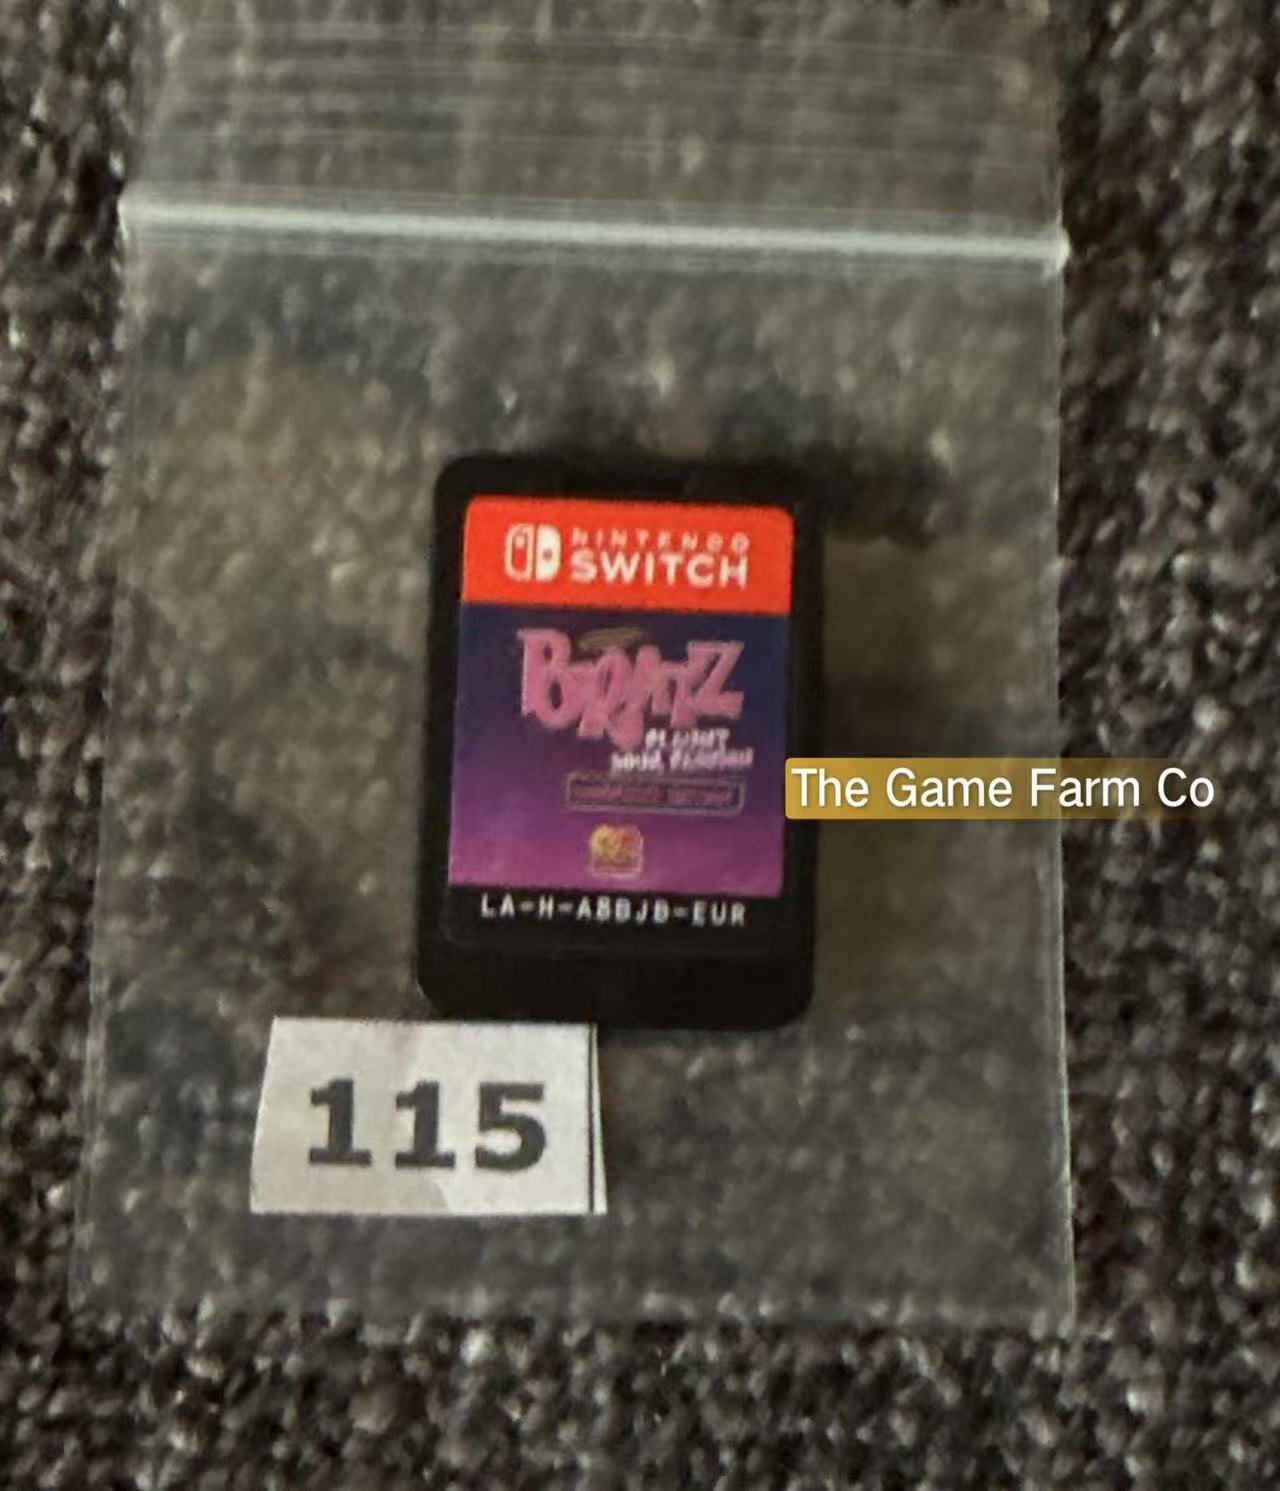 NINTENDO
SWITCH
BRATZ
The Game Farm Co
LA-H-ABBJB-EUR
115